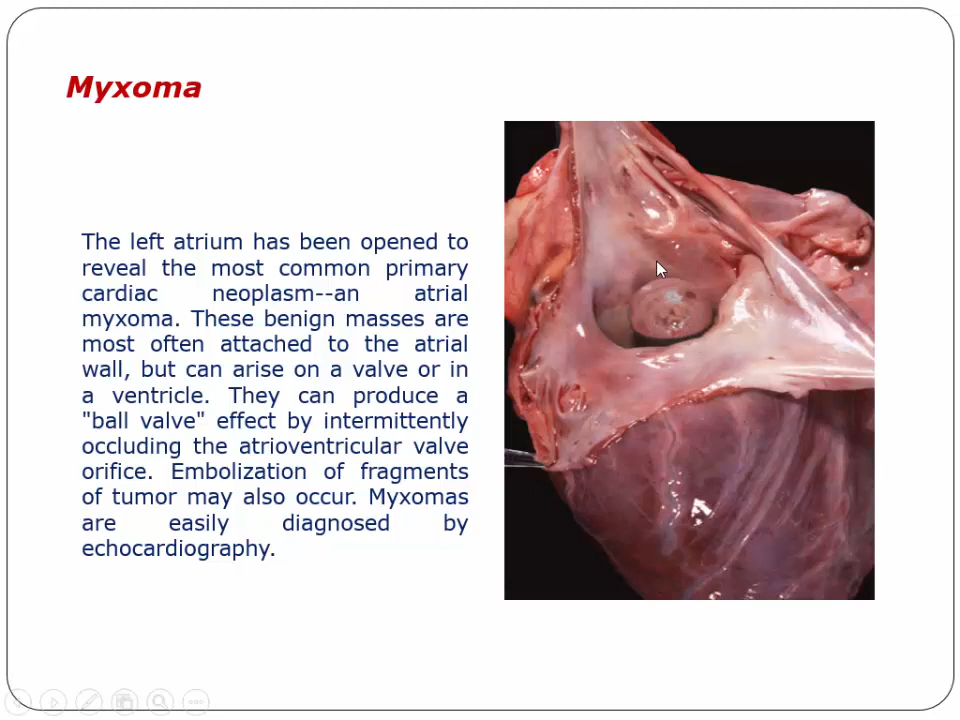 Myxoma
The left atrium has been opened to
reveal the most common primary
cardiac neoplasm--an atrial
myxoma. These benign masses are
most often attached to the atrial
wall, but can arise on a valve or in
a ventricle. They can produce a
"ball valve" effect by intermittently
occluding the atrioventricular valve
orifice. Embolization of fragments
of tumor may also occur. Myxomas
are easily diagnosed by
echocardiography.